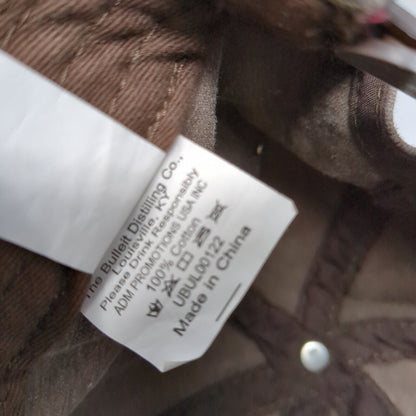 The Bulleit Distilling Co.,
Louisville, KY
Please Drink Responsibly
ADM PROMOTIONS USA INC
100% Cotton
UBUL00122
Made in China